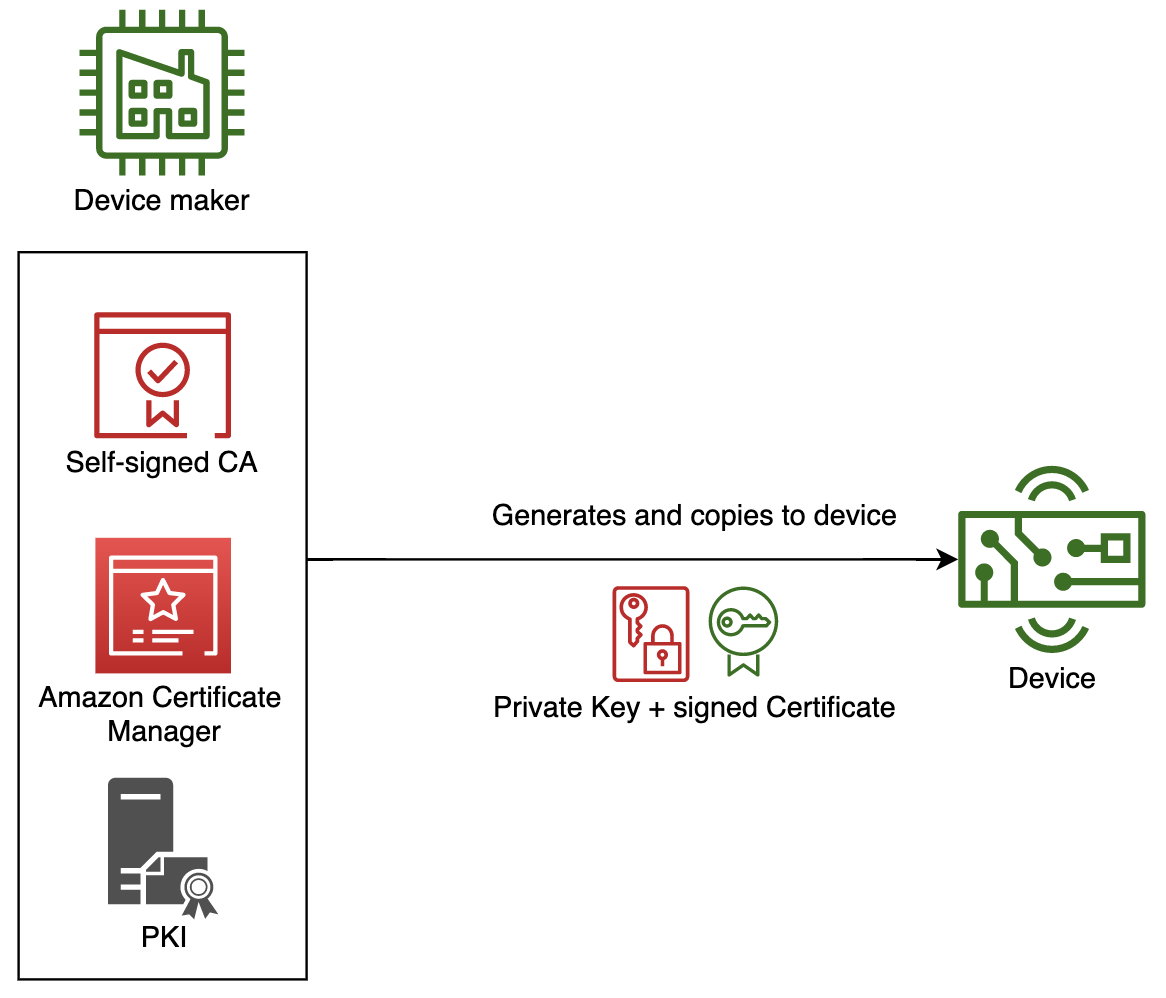 Device maker
Self-signed CA
Amazon Certificate
Manager
PKI
Generates and copies to device
Private Key + signed Certificate
Device